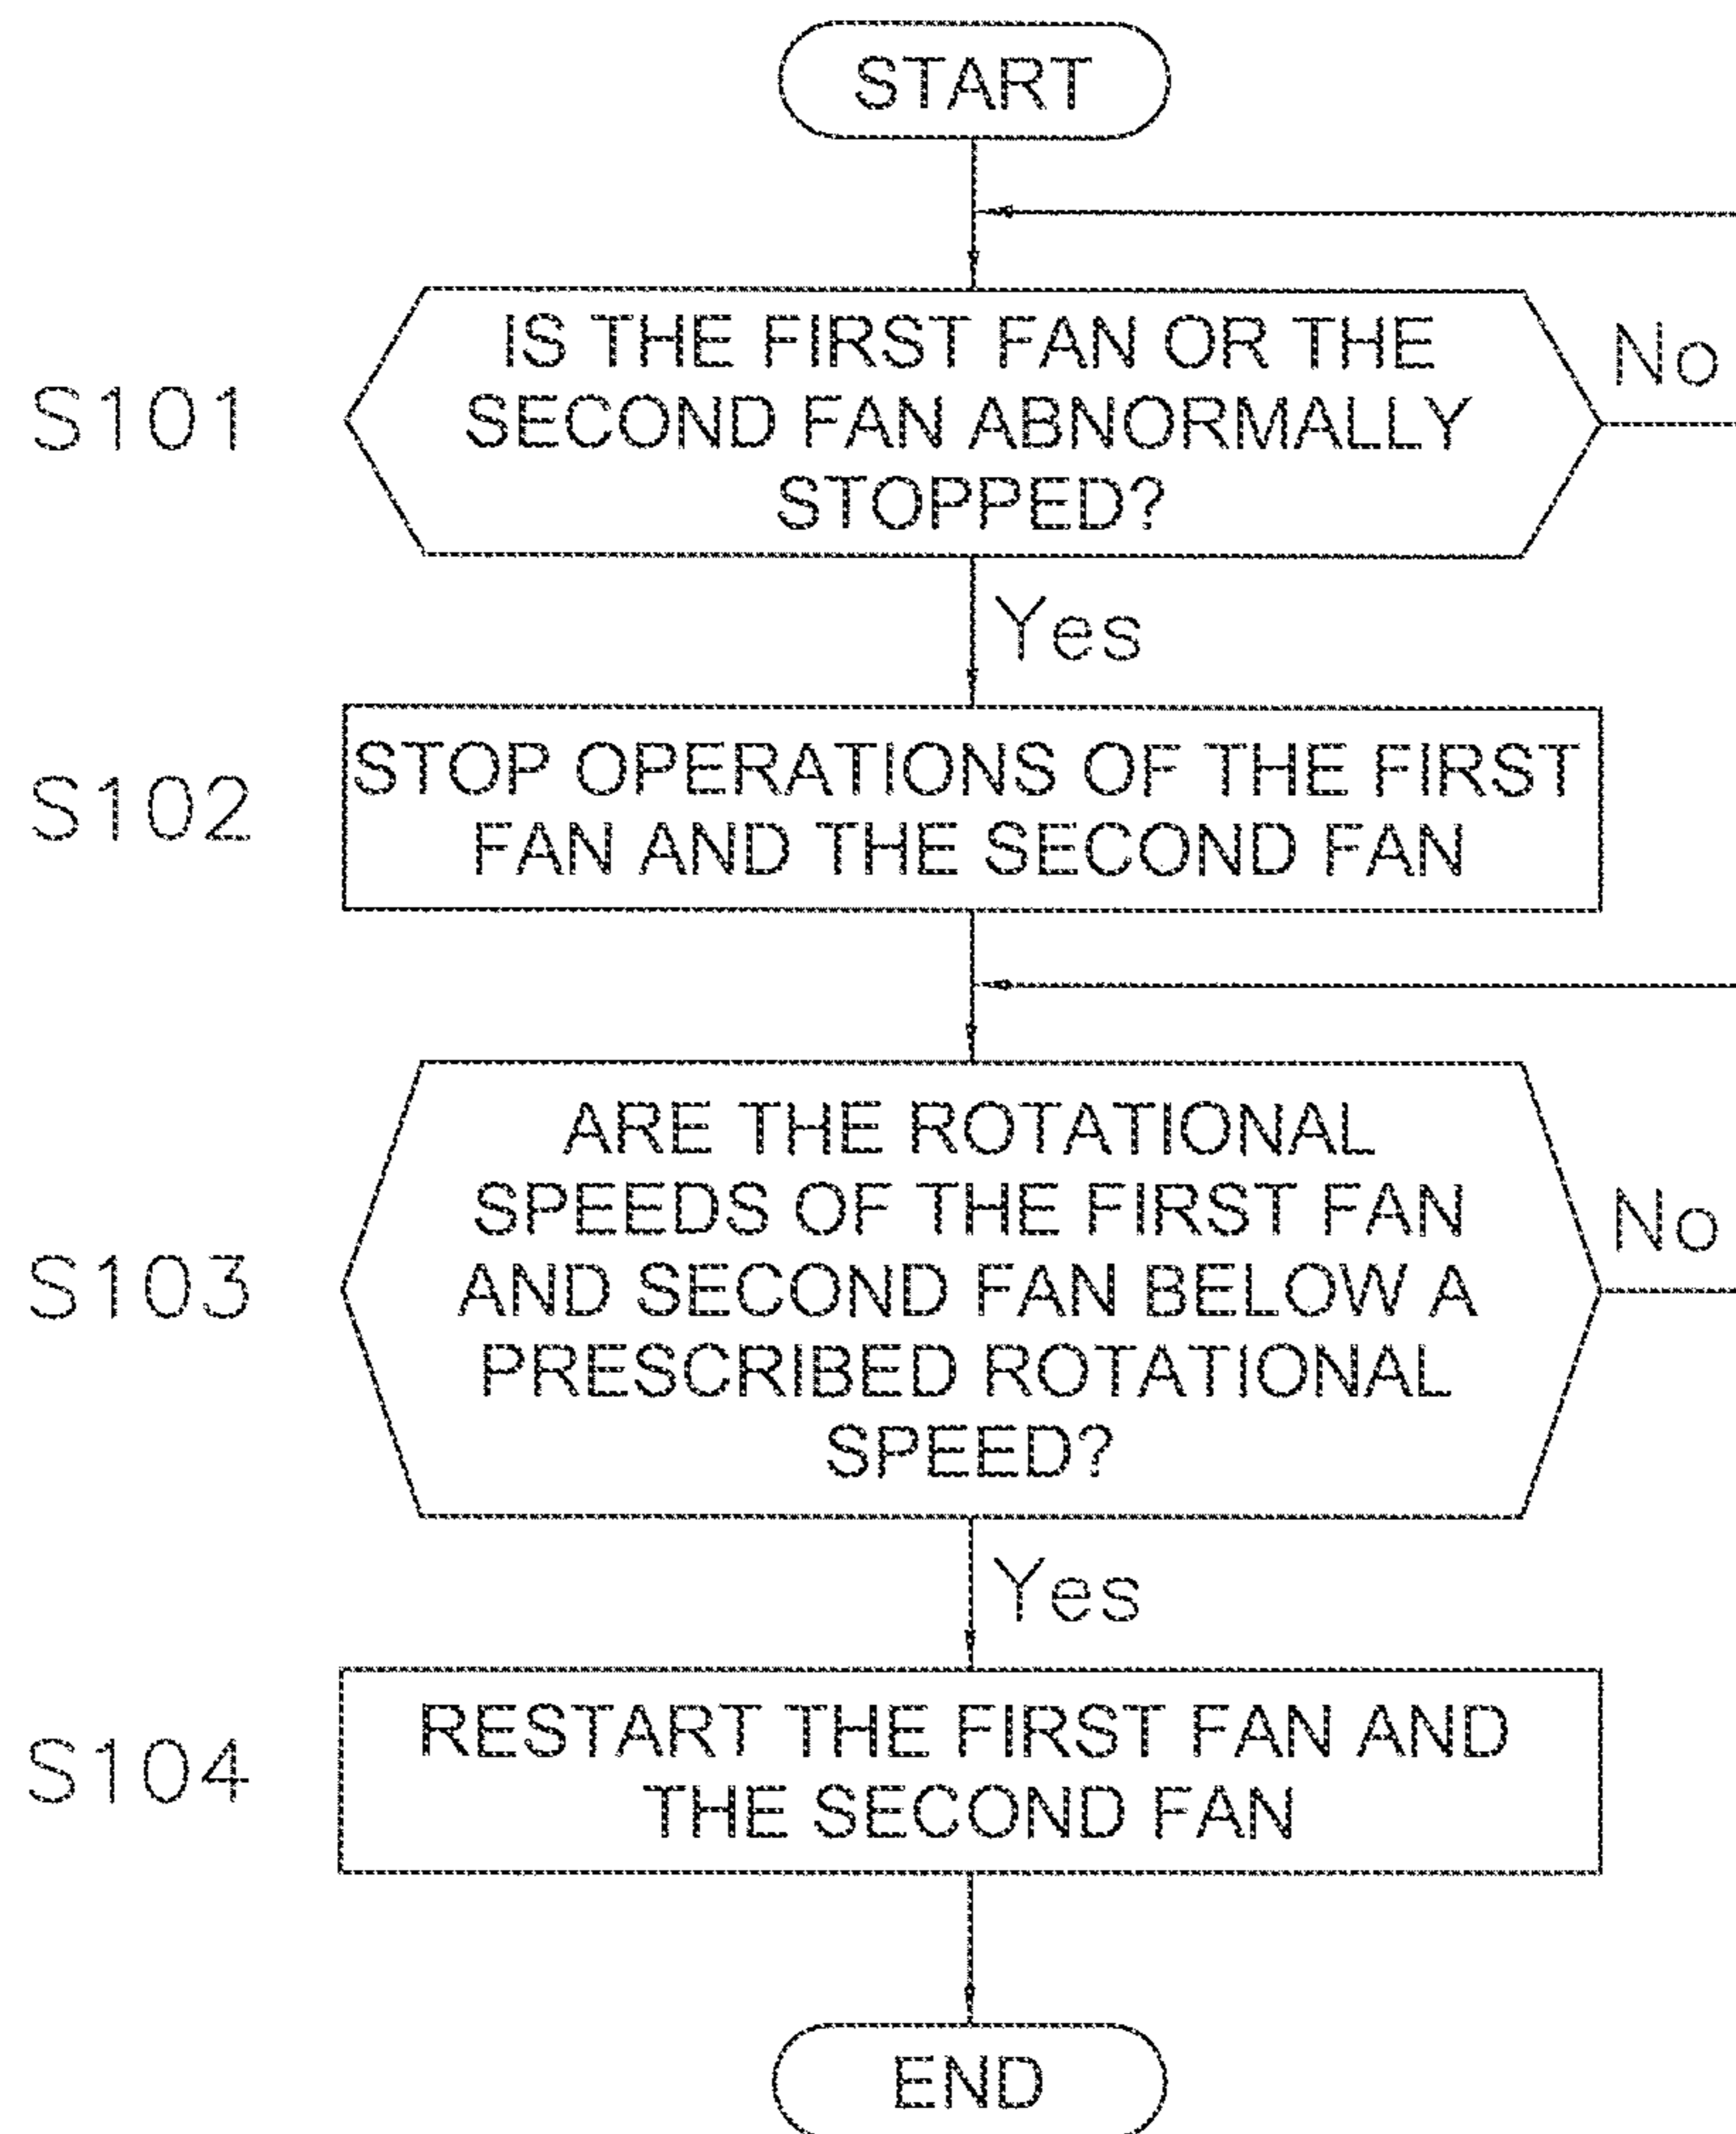 START
IS THE FIRST FAN OR THE
SECOND FAN ABNORMALLY
STOPPED?
No
S101
Yes
STOP OPERATIONS OF THE FIRST
FAN AND THE SECOND FAN
S102
ARE THE ROTATIONAL
SPEEDS OF THE FIRST FAN
AND SECOND FAN BELOW A
PRESCRIBED ROTATIONAL
SPEED?
No
S103
Yes
RESTART THE FIRST FAN AND
THE SECOND FAN
S104
END